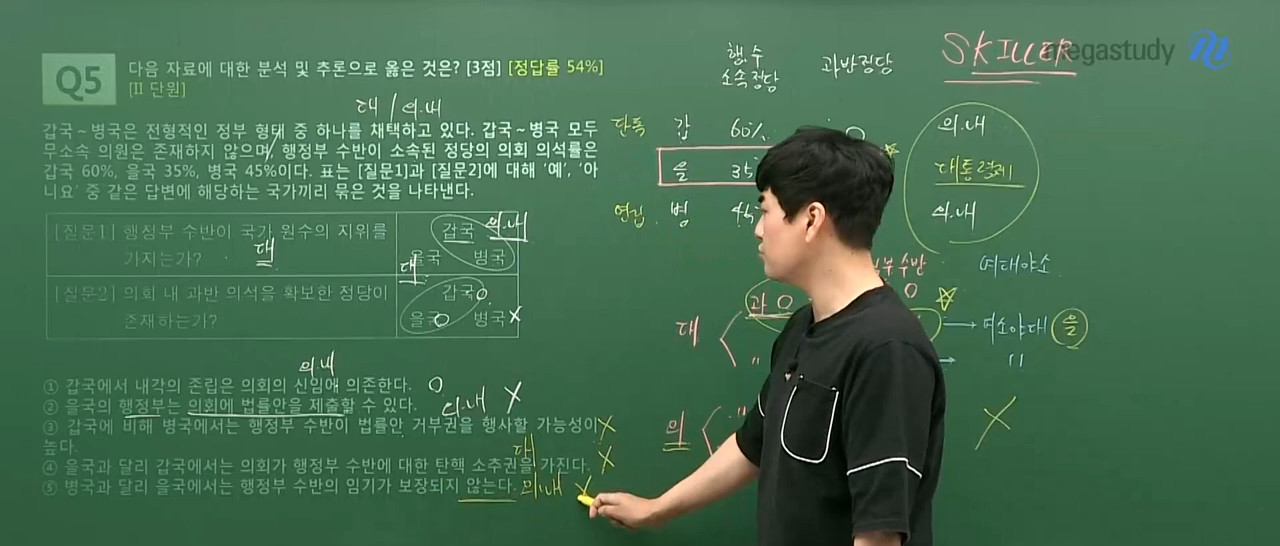 SKILLER
megastudy
Q5 다음 자료에 대한 분석 및 추론으로 옳은 것은? [3점] [정답률 54%]
[II 단원]
대 / 의.내
갑국~병국은 전형적인 정부 형태 중 하나를 채택하고 있다. 갑국~병국 모두
무소속 의원은 존재하지 않으며, 행정부 수반이 소속된 정당의 의회 의석률은
갑국 60%, 을국 35%, 병국 45%이다. 표는 [질문1]과 [질문2]에 대해 '예', '아
니요' 중 같은 답변에 해당하는 국가끼리 묶은 것을 나타낸다.
[질문1] 행정부 수반이 국가 원수의 지위를
가지는가?
대
갑국 의.내
을국 병국
대
[질문2] 의회 내 과반 의석을 확보한 정당이
존재하는가?
갑국 O
을국 O 병국 X
의내
① 갑국에서 내각의 존립은 의회의 신임에 의존한다. O
② 을국의 행정부는 의회에 법률안을 제출할 수 있다. 의.내 X
③ 갑국에 비해 병국에서는 행정부 수반이 법률안 거부권을 행사할 가능성이 X
높다.
대
④ 을국과 달리 갑국에서는 의회가 행정부 수반에 대한 탄핵 소추권을 가진다. X
⑤ 병국과 달리 을국에서는 행정부 수반의 임기가 보장되지 않는다. 의내 X
행수
소속정당 과반정당
단독 갑 60% O 의.내
을 35 대통령제
연립 병 45 의.내
부수반 여대야소
과 O O
대 여소야대 을
" "
의 " X